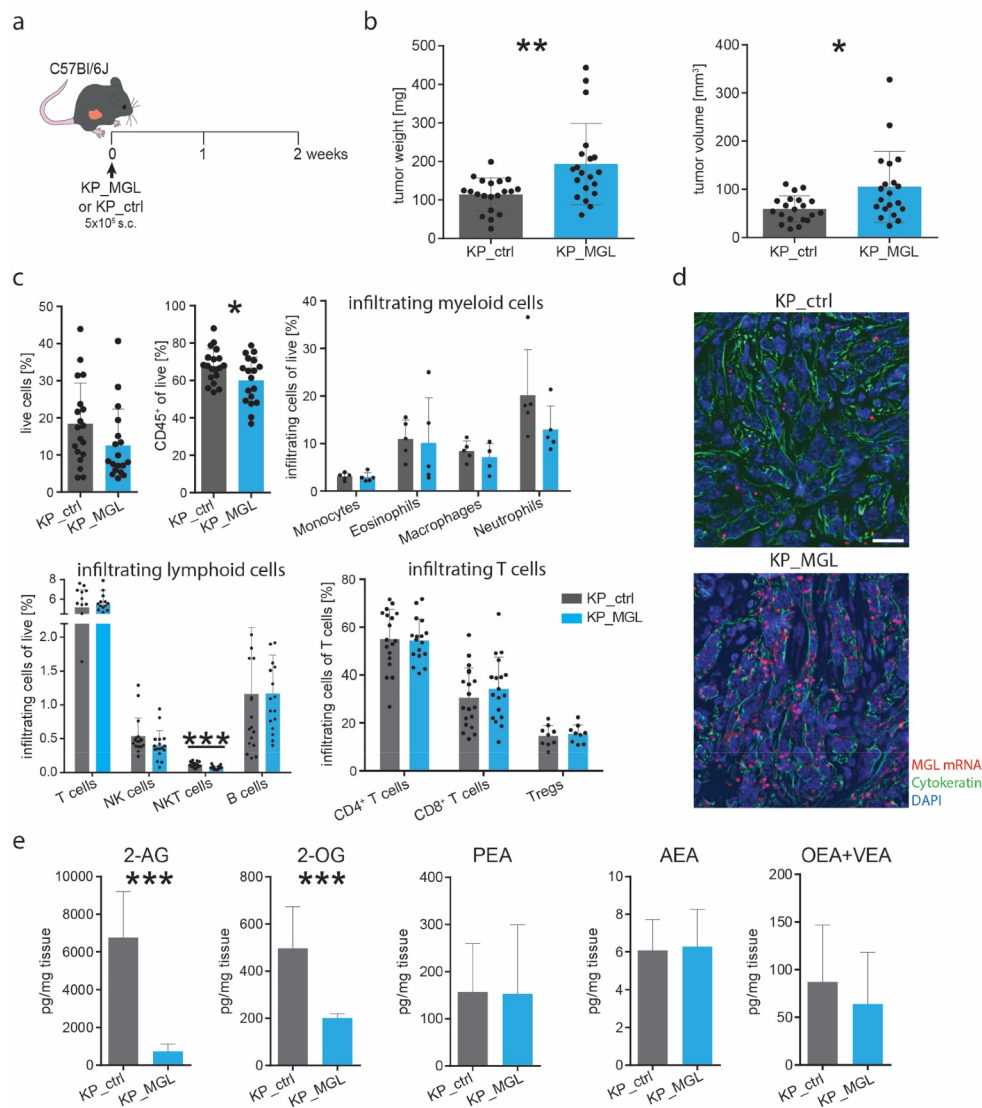 a
C57Bl/6J
0
1
2 weeks
KP_MGL
or KP_ctrl
5x10⁵ s.c.
b
**
tumor weight [mg]
500
400
300
200
100
0
KP_ctrl
KP_MGL
*
tumor volume [mm³]
400
300
200
100
0
KP_ctrl
KP_MGL
c
live cells [%]
50
40
30
20
10
0
KP_ctrl
KP_MGL
*
CD45⁺ of live [%]
100
80
60
40
20
0
KP_ctrl
KP_MGL
infiltrating myeloid cells
infiltrating cells of live [%]
40
30
20
10
0
Monocytes
Eosinophils
Macrophages
Neutrophils
infiltrating lymphoid cells
infiltrating cells of live [%]
8
6
4
2.0
1.5
1.0
0.5
0.0
***
T cells
NK cells
NKT cells
B cells
infiltrating T cells
infiltrating cells of T cells [%]
80
60
40
20
0
KP_ctrl
KP_MGL
CD4⁺ T cells
CD8⁺ T cells
Tregs
d
KP_ctrl
KP_MGL
MGL mRNA
Cytokeratin
DAPI
e
2-AG
***
pg/mg tissue
10000
8000
6000
4000
2000
0
KP_ctrl
KP_MGL
2-OG
***
pg/mg tissue
800
600
400
200
0
KP_ctrl
KP_MGL
PEA
pg/mg tissue
400
300
200
100
0
KP_ctrl
KP_MGL
AEA
pg/mg tissue
10
8
6
4
2
0
KP_ctrl
KP_MGL
OEA+VEA
pg/mg tissue
200
150
100
50
0
KP_ctrl
KP_MGL